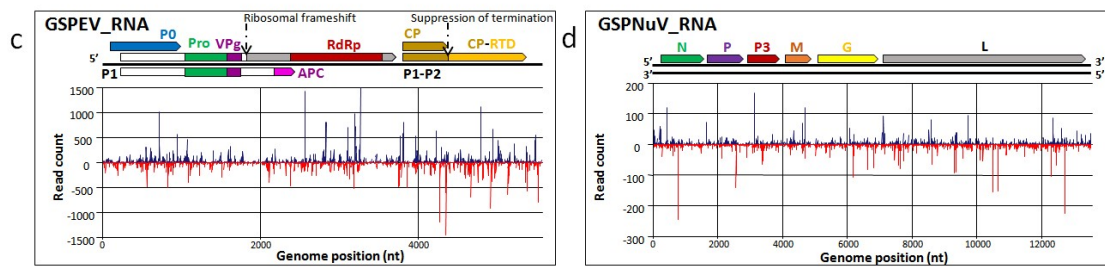 c
GSPEV_RNA
Ribosomal frameshift
Suppression of termination
P0
Pro VPg
RdRp
CP
CP-RTD
5’
P1
APC
P1-P2
Read count
1500
1000
500
0
-500
-1000
-1500
0 2000 4000
Genome position (nt)
d
GSPNuV_RNA
N P P3 M G L
5’ 3’
3’ 5’
Read count
200
100
0
-100
-200
-300
0 2000 4000 6000 8000 10000 12000
Genome position (nt)